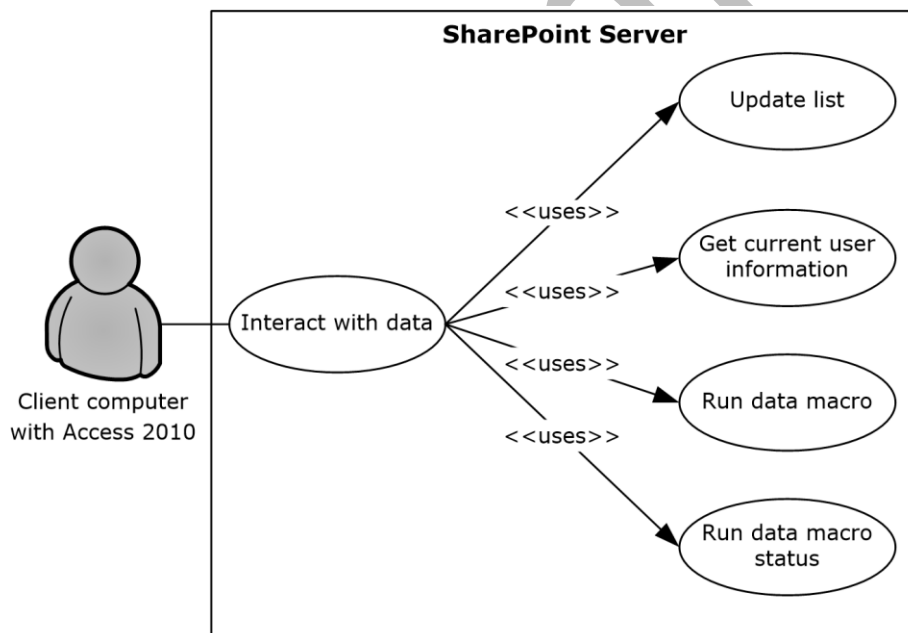 SharePoint Server
Update list
<<uses>>
Get current user
information
<<uses>>
Interact with data
<<uses>>
Client computer
with Access 2010
Run data macro
<<uses>>
Run data macro
status